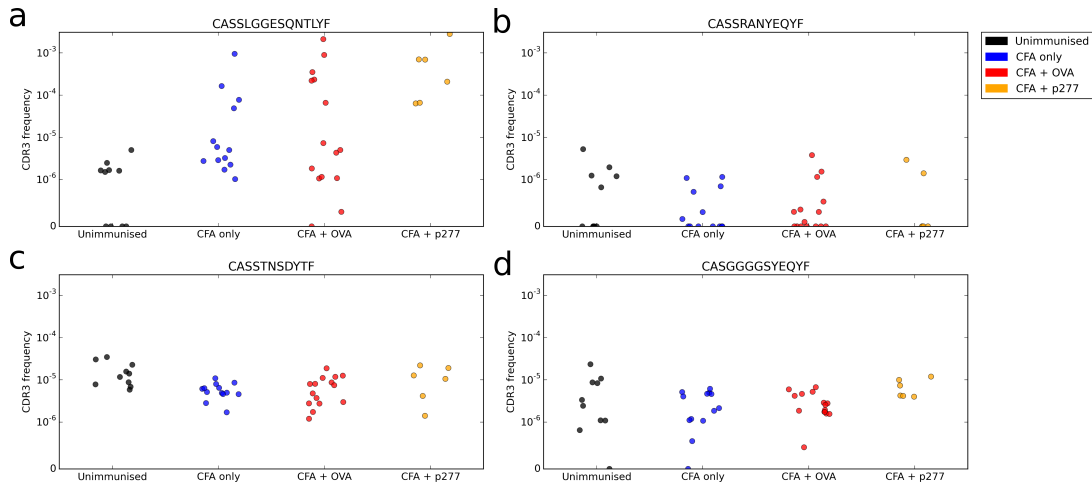 a
CASSLGGESQNTLYF
CDR3 frequency
10⁻³
10⁻⁴
10⁻⁵
10⁻⁶
0
Unimmunised CFA only CFA + OVA CFA + p277
b
CASSRANYEQYF
CDR3 frequency
10⁻³
10⁻⁴
10⁻⁵
10⁻⁶
0
Unimmunised CFA only CFA + OVA CFA + p277
Unimmunised
CFA only
CFA + OVA
CFA + p277
c
CASSTNSDYTF
CDR3 frequency
10⁻³
10⁻⁴
10⁻⁵
10⁻⁶
0
Unimmunised CFA only CFA + OVA CFA + p277
d
CASGGGGSYEQYF
CDR3 frequency
10⁻³
10⁻⁴
10⁻⁵
10⁻⁶
0
Unimmunised CFA only CFA + OVA CFA + p277